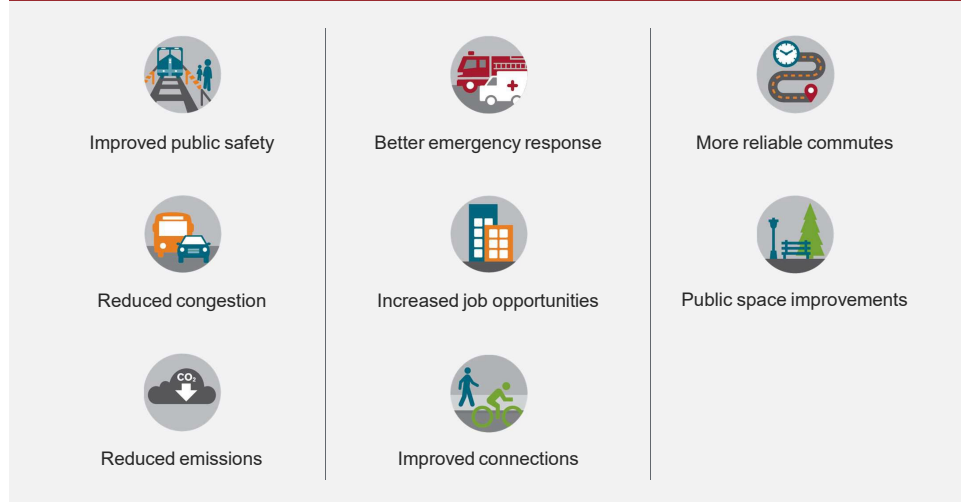 Improved public safety
Better emergency response
More reliable commutes
Reduced congestion
Increased job opportunities
Public space improvements
CO₂
Reduced emissions
Improved connections